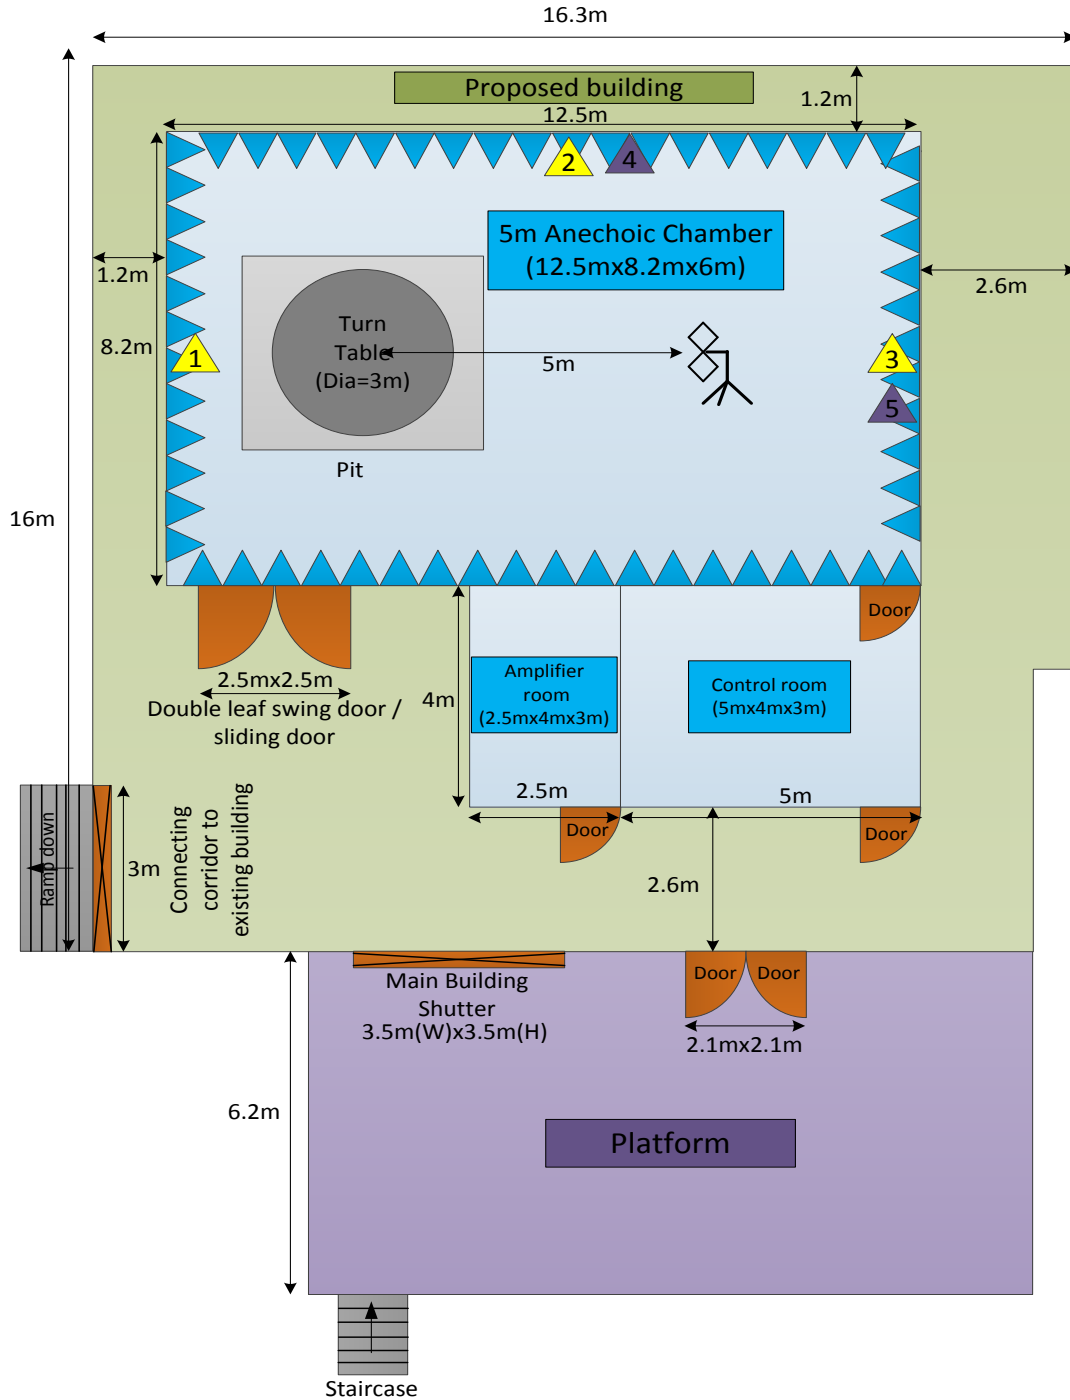 16.3m
Proposed building
12.5m
1.2m
2
4
5m Anechoic Chamber
(12.5mx8.2mx6m)
1.2m
2.6m
8.2m
Turn
Table
(Dia=3m)
5m
1
3
5
Pit
16m
Door
2.5mx2.5m
Double leaf swing door /
sliding door
4m
Amplifier
room
(2.5mx4mx3m)
Control room
(5mx4mx3m)
2.5m
5m
Door
Door
Ramp down
3m
Connecting
corridor to
existing building
2.6m
Door
Door
Main Building
Shutter
3.5m(W)x3.5m(H)
2.1mx2.1m
6.2m
Platform
Staircase